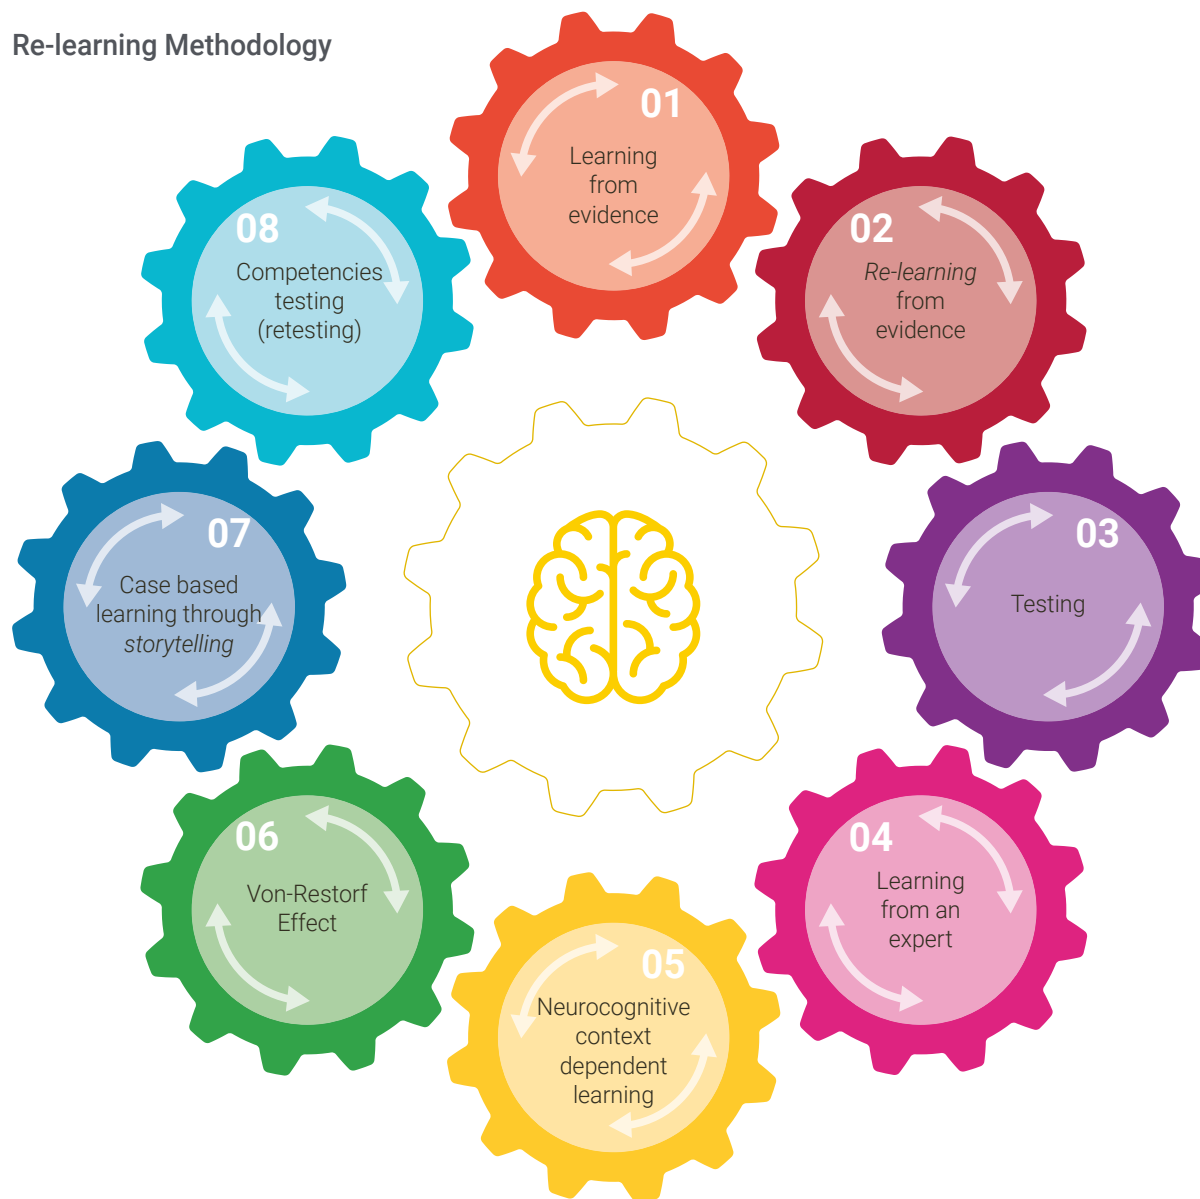 Re-learning Methodology
01
Learning
from
evidence
02
Re-learning
from
evidence
03
Testing
04
Learning
from an
expert
05
Neurocognitive
context
dependent
learning
06
Von-Restorf
Effect
07
Case based
learning through
storytelling
08
Competencies
testing
(retesting)